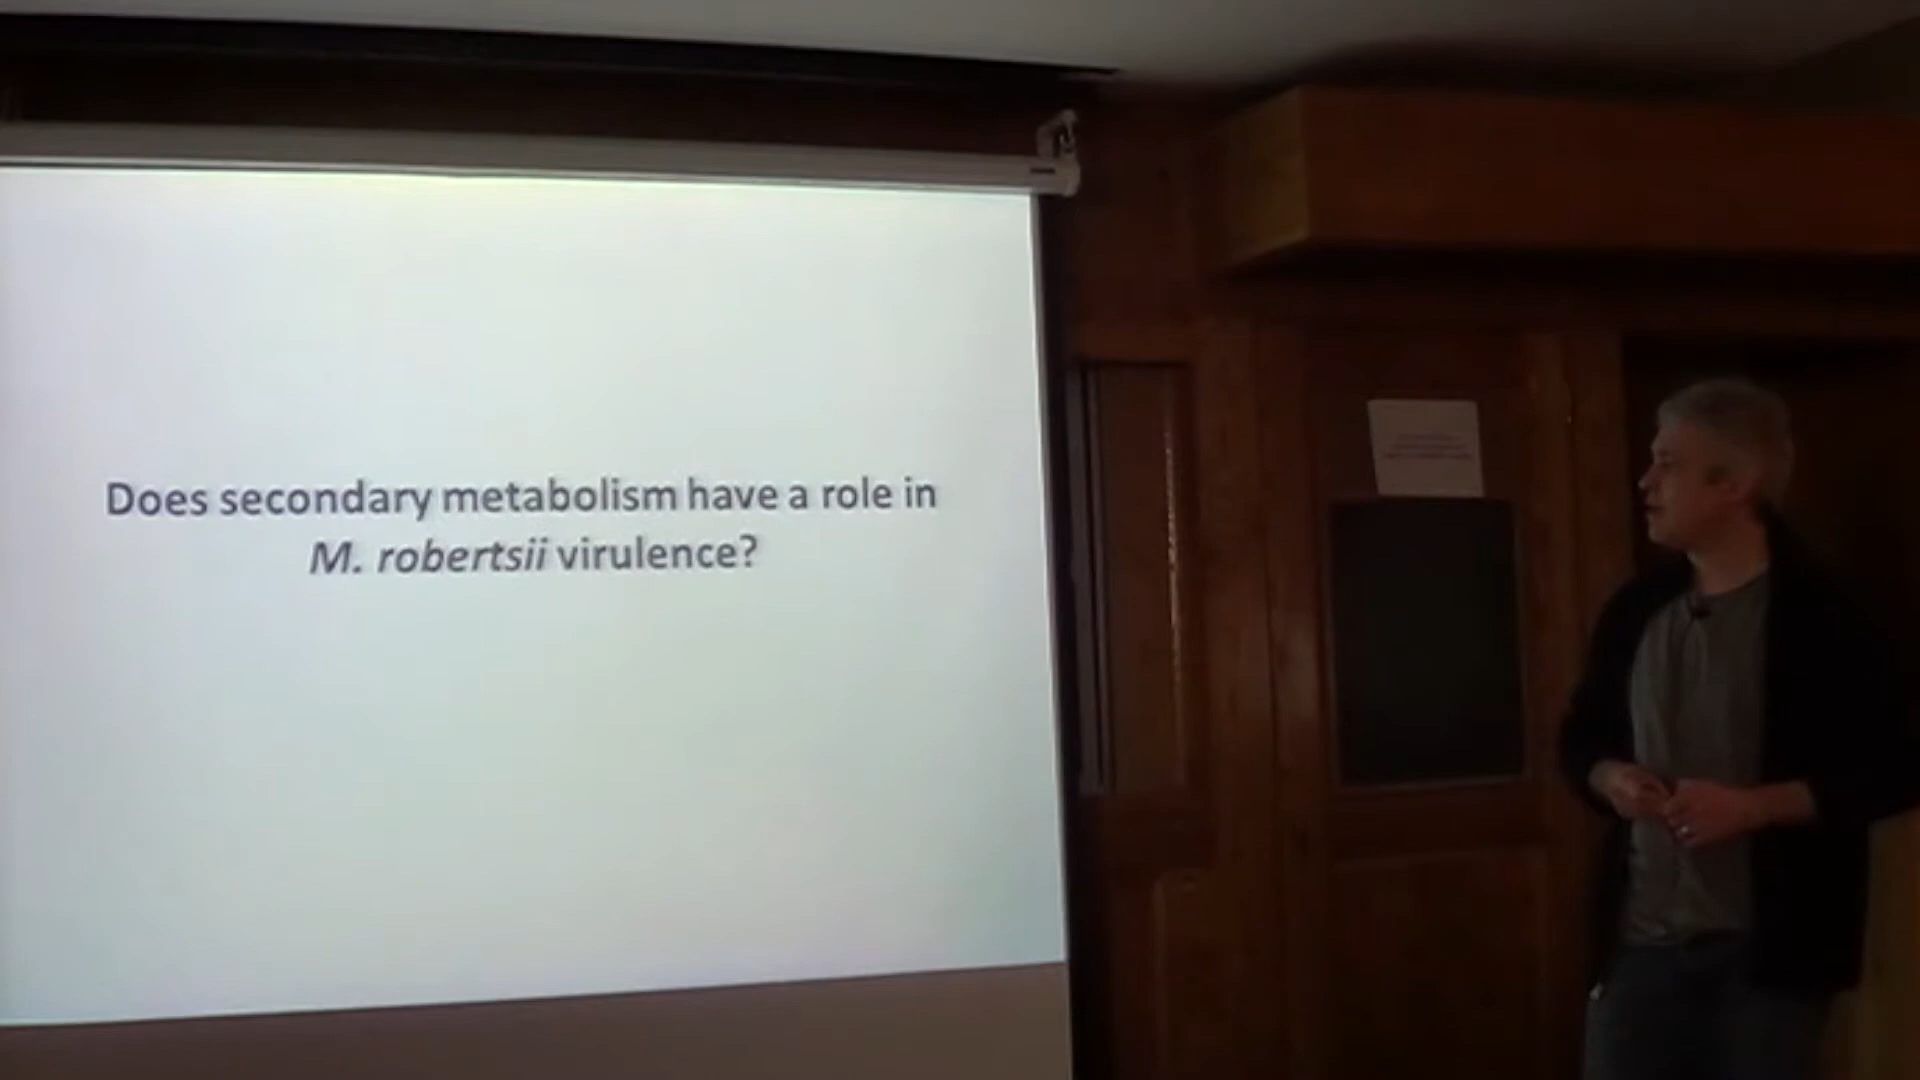 Does secondary metabolism have a role in
M. robertsii virulence?